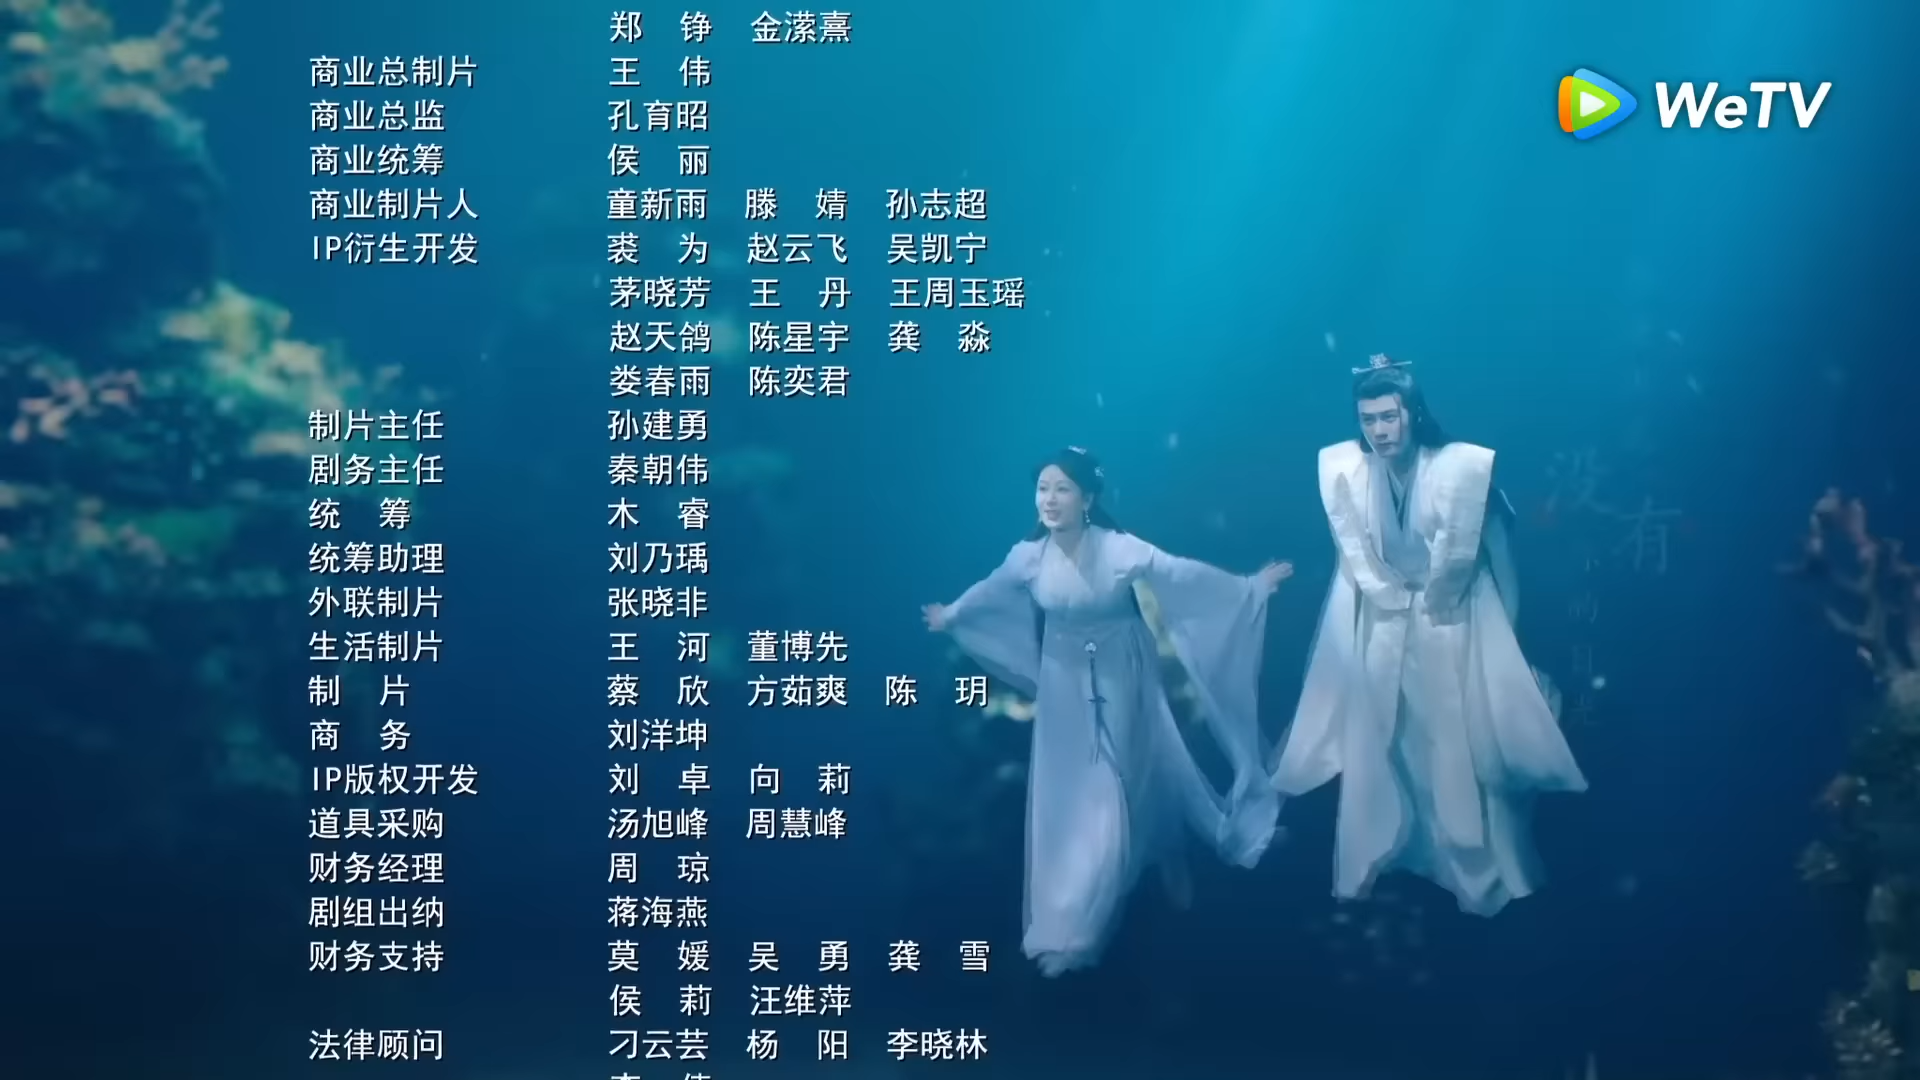 郑 铮 金潆熹
商业总制片 王 伟
商业总监 孔育昭
商业统筹 侯 丽
商业制片人 童新雨 滕 婧 孙志超
IP衍生开发 裘 为 赵云飞 吴凯宁
茅晓芳 王 丹 王周玉瑶
赵天鸽 陈星宇 龚 淼
娄春雨 陈奕君
制片主任 孙建勇
剧务主任 秦朝伟
统 筹 木 睿
统筹助理 刘乃瑀
外联制片 张晓非
生活制片 王 河 董博先
制 片 蔡 欣 方茹爽 陈 玥
商 务 刘洋坤
IP版权开发 刘 卓 向 莉
道具采购 汤旭峰 周慧峰
财务经理 周 琼
剧组出纳 蒋海燕
财务支持 莫 媛 吴 勇 龚 雪
侯 莉 汪维萍
法律顾问 刁云芸 杨 阳 李晓林
WeTV
没有